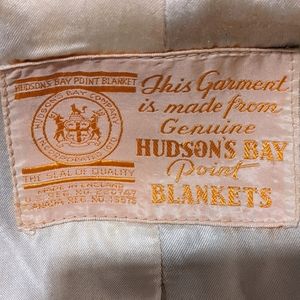 HUDSON'S BAY POINT BLANKET
HUDSON'S BAY COMPANY
INCORPORATED
THE SEAL OF QUALITY
MADE IN ENGLAND
CANADA REG. NO.
This Garment
is made from
Genuine
HUDSON'S BAY
Point
BLANKETS